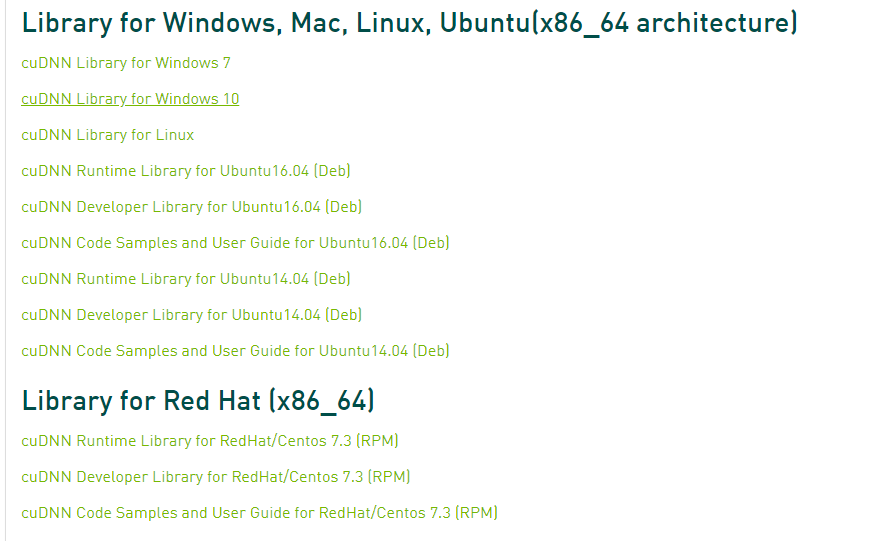 Library for Windows, Mac, Linux, Ubuntu(x86_64 architecture)
cuDNN Library for Windows 7
cuDNN Library for Windows 10
cuDNN Library for Linux
cuDNN Runtime Library for Ubuntu16.04 (Deb)
cuDNN Developer Library for Ubuntu16.04 (Deb)
cuDNN Code Samples and User Guide for Ubuntu16.04 (Deb)
cuDNN Runtime Library for Ubuntu14.04 (Deb)
cuDNN Developer Library for Ubuntu14.04 (Deb)
cuDNN Code Samples and User Guide for Ubuntu14.04 (Deb)
Library for Red Hat (x86_64)
cuDNN Runtime Library for RedHat/Centos 7.3 (RPM)
cuDNN Developer Library for RedHat/Centos 7.3 (RPM)
cuDNN Code Samples and User Guide for RedHat/Centos 7.3 (RPM)